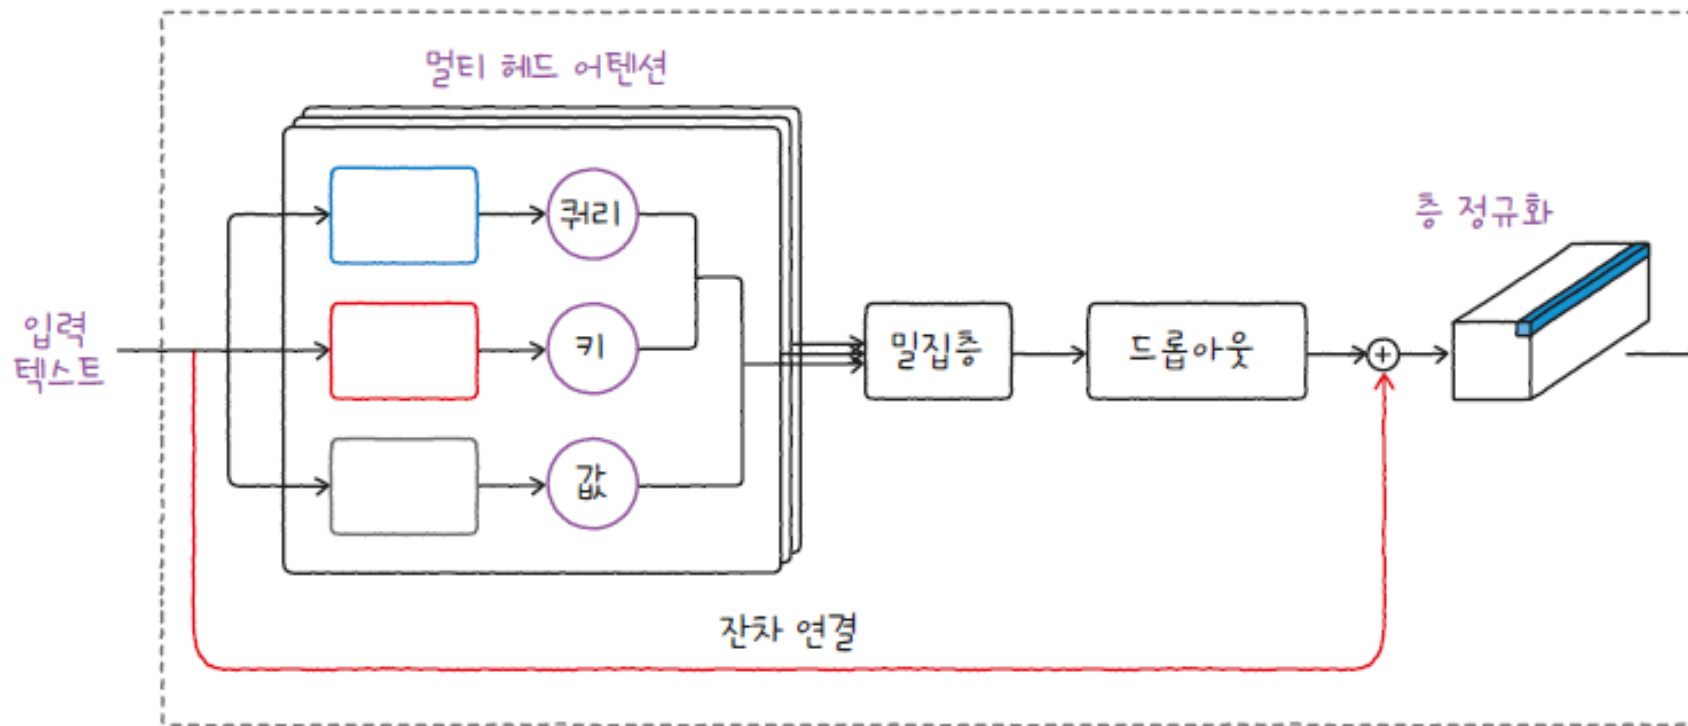 멀티 헤드 어텐션
쿼리
층 정규화
입력
텍스트
키
밀집층
드롭아웃
+
값
잔차 연결